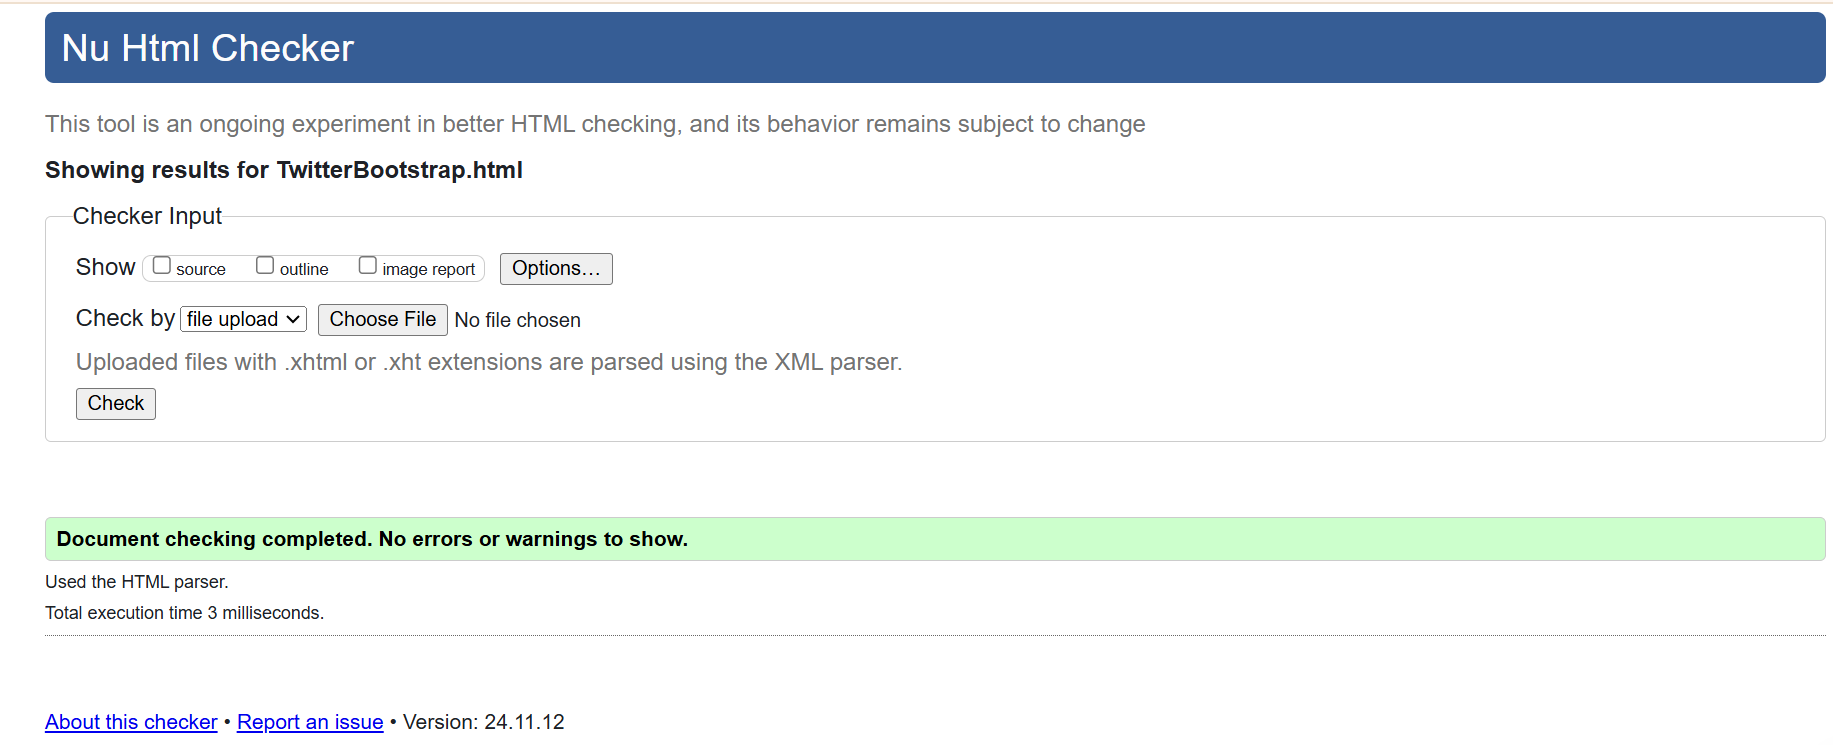 Nu Html Checker
This tool is an ongoing experiment in better HTML checking, and its behavior remains subject to change
Showing results for TwitterBootstrap.html
Checker Input
Show source outline image report Options...
Check by file upload Choose File No file chosen
Uploaded files with .xhtml or .xht extensions are parsed using the XML parser.
Check
Document checking completed. No errors or warnings to show.
Used the HTML parser.
Total execution time 3 milliseconds.
About this checker • Report an issue • Version: 24.11.12